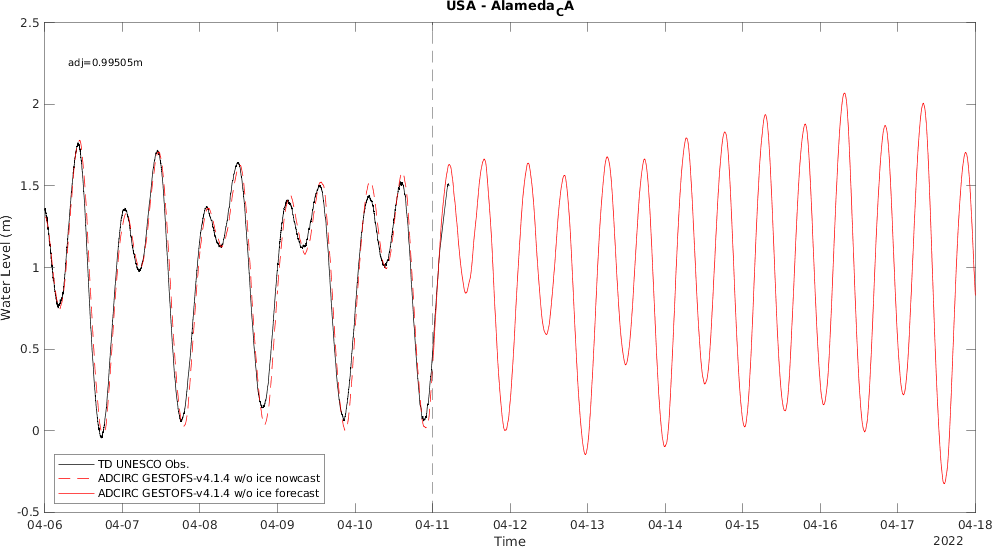 USA - Alameda_CA
adj=0.99505m
Water Level (m)
2.5
2
1.5
1
0.5
0
-0.5
TD UNESCO Obs.
ADCIRC GESTOFS-v4.1.4 w/o ice nowcast
ADCIRC GESTOFS-v4.1.4 w/o ice forecast
04-06 04-07 04-08 04-09 04-10 04-11 04-12 04-13 04-14 04-15 04-16 04-17 04-18
Time
2022